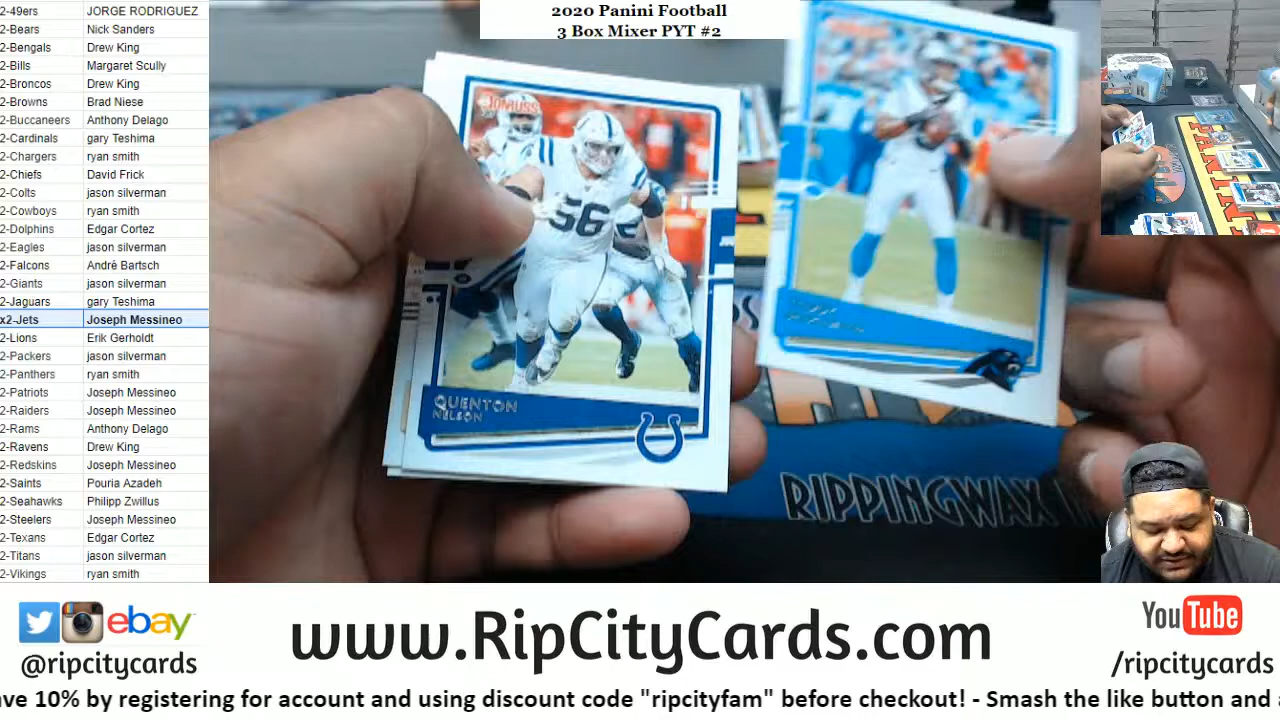 2020 Panini Football
3 Box Mixer PYT #2
2-49ers JORGE RODRIGUEZ
2-Bears Nick Sanders
2-Bengals Drew King
2-Bills Margaret Scully
2-Broncos Drew King
2-Browns Brad Niese
2-Buccaneers Anthony Delago
2-Cardinals gary Teshima
2-Chargers ryan smith
2-Chiefs David Frick
2-Colts jason silverman
2-Cowboys ryan smith
2-Dolphins Edgar Cortez
2-Eagles jason silverman
2-Falcons André Bartsch
2-Giants jason silverman
2-Jaguars gary Teshima
x2-Jets Joseph Messineo
2-Lions Erik Gerholdt
2-Packers jason silverman
2-Panthers ryan smith
2-Patriots Joseph Messineo
2-Raiders Joseph Messineo
2-Rams Anthony Delago
2-Ravens Drew King
2-Redskins Joseph Messineo
2-Saints Pouria Azadeh
2-Seahawks Philipp Zwillus
2-Steelers Joseph Messineo
2-Texans Edgar Cortez
2-Titans jason silverman
2-Vikings ryan smith
DONRUSS
56
QUENTON
NELSON
RIPPINGWAX
ebay
@ripcitycards
www.RipCityCards.com
YouTube
/ripcitycards
ave 10% by registering for account and using discount code "ripcityfam" before checkout! - Smash the like button and a